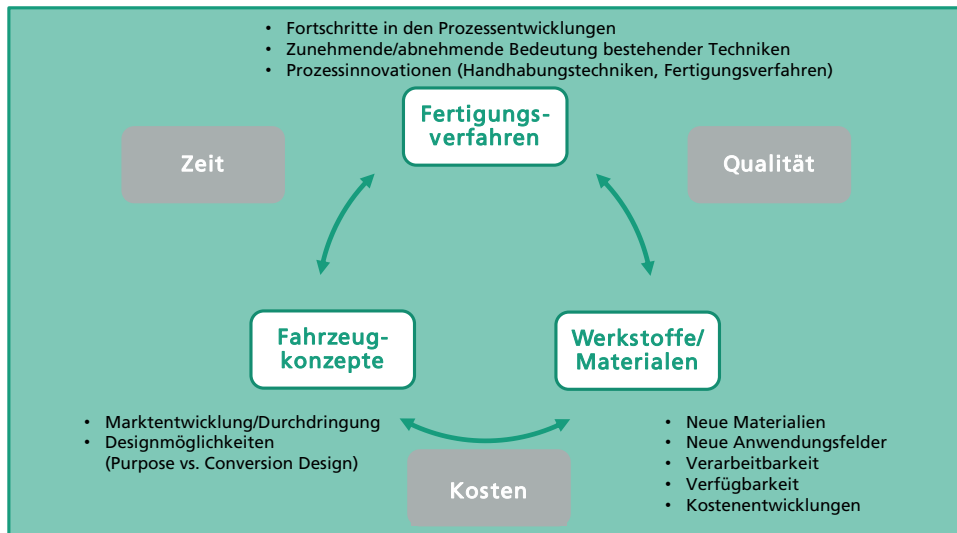 • Fortschritte in den Prozessentwicklungen
• Zunehmende/abnehmende Bedeutung bestehender Techniken
• Prozessinnovationen (Handhabungstechniken, Fertigungsverfahren)
Fertigungs-
verfahren
Zeit
Qualität
Fahrzeug-
konzepte
Werkstoffe/
Materialen
• Marktentwicklung/Durchdringung
• Designmöglichkeiten
(Purpose vs. Conversion Design)
Kosten
• Neue Materialien
• Neue Anwendungsfelder
• Verarbeitbarkeit
• Verfügbarkeit
• Kostenentwicklungen